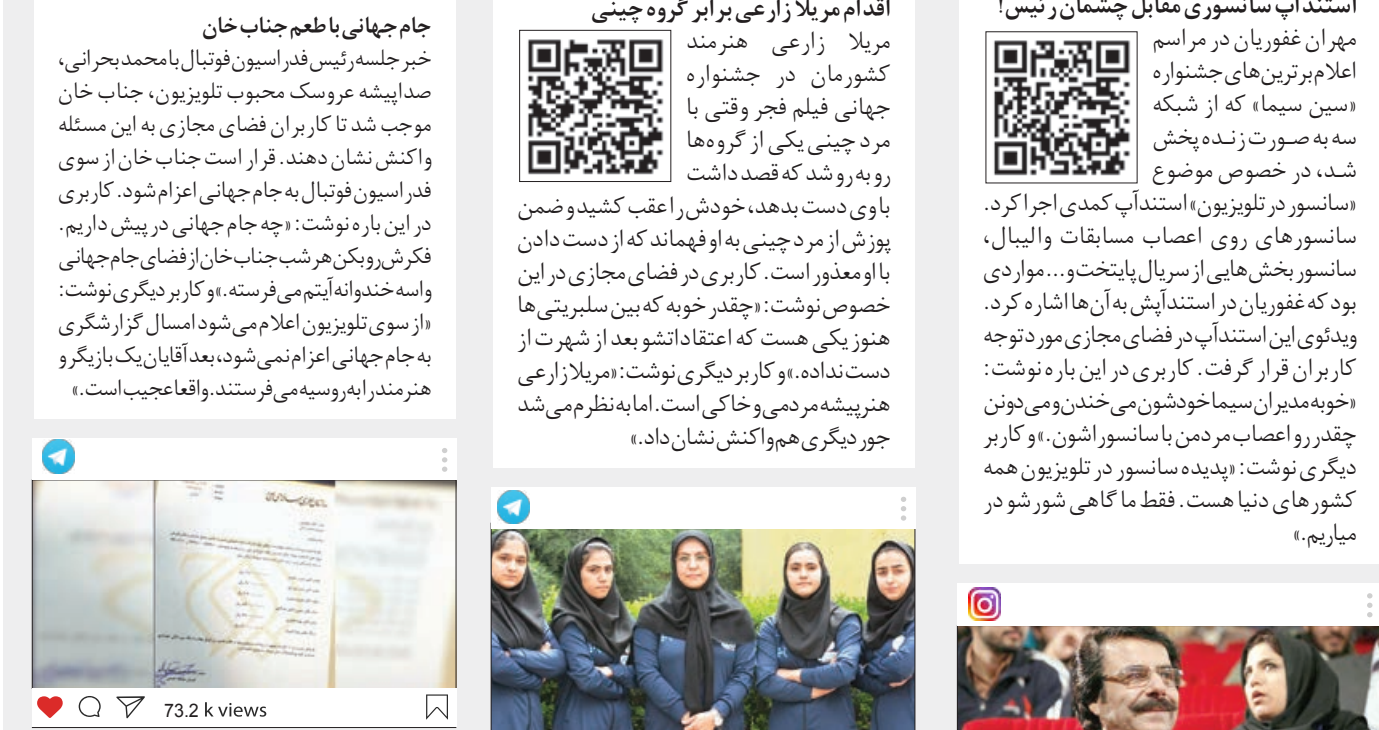 استندآپ سانسوری مقابل چشمان رئیس!
مهران غفوریان در مراسم
اعلام برترین‌های جشنواره
«سین سیما» که از شبکه
سه به صورت زنده پخش
شد، در خصوص موضوع
«سانسور در تلویزیون» استندآپ کمدی اجرا کرد.
سانسورهای روی اعصاب مسابقات والیبال،
سانسور بخش‌هایی از سریال پایتخت و... مواردی
بود که غفوریان در استندآپش به آن‌ها اشاره کرد.
ویدئوی این استندآپ در فضای مجازی مورد توجه
کاربران قرار گرفت. کاربری در این باره نوشت:
«خوبه مدیران سیما خودشون می‌خندن و می‌دونن
چقدر رو اعصاب مردمن با سانسوراشون.» و کاربر
دیگری نوشت: «پدیده سانسور در تلویزیون همه
کشورهای دنیا هست. فقط ما گاهی شورشو در
میاریم.»
اقدام مریلا زارعی برابر گروه چینی
مریلا زارعی هنرمند
کشورمان در جشنواره
جهانی فیلم فجر وقتی با
مرد چینی یکی از گروه‌ها
روبه‌رو شد که قصد داشت
با وی دست بدهد، خودش را عقب کشید و ضمن
پوزش از مرد چینی به او فهماند که از دست دادن
با او معذور است. کاربری در فضای مجازی در این
خصوص نوشت: «چقدر خوبه که بین سلبریتی‌ها
هنوز یکی هست که اعتقاداتشو بعد از شهرت از
دست نداده.» و کاربر دیگری نوشت: «مریلا زارعی
هنرپیشه مردمی و خاکی است. اما به نظرم می‌شد
جور دیگری هم واکنش نشان داد.»
جام جهانی با طعم جناب خان
خبر جلسه رئیس فدراسیون فوتبال با محمد بحرانی،
صداپیشه عروسک محبوب تلویزیون، جناب خان
موجب شد تا کاربران فضای مجازی به این مسئله
واکنش نشان دهند. قرار است جناب خان از سوی
فدراسیون فوتبال به جام جهانی اعزام شود. کاربری
در این باره نوشت: «چه جام جهانی در پیش داریم.
فکرش رو بکن هر شب جناب خان از فضای جام جهانی
واسه خندوانه آیتم می‌فرسته.» و کاربر دیگری نوشت:
«از سوی تلویزیون اعلام می‌شود امسال گزارشگری
به جام جهانی اعزام نمی‌شود، بعد آقایان یک بازیگر و
هنرمند را به روسیه می‌فرستند. واقعا عجیب است.»
73.2 k views